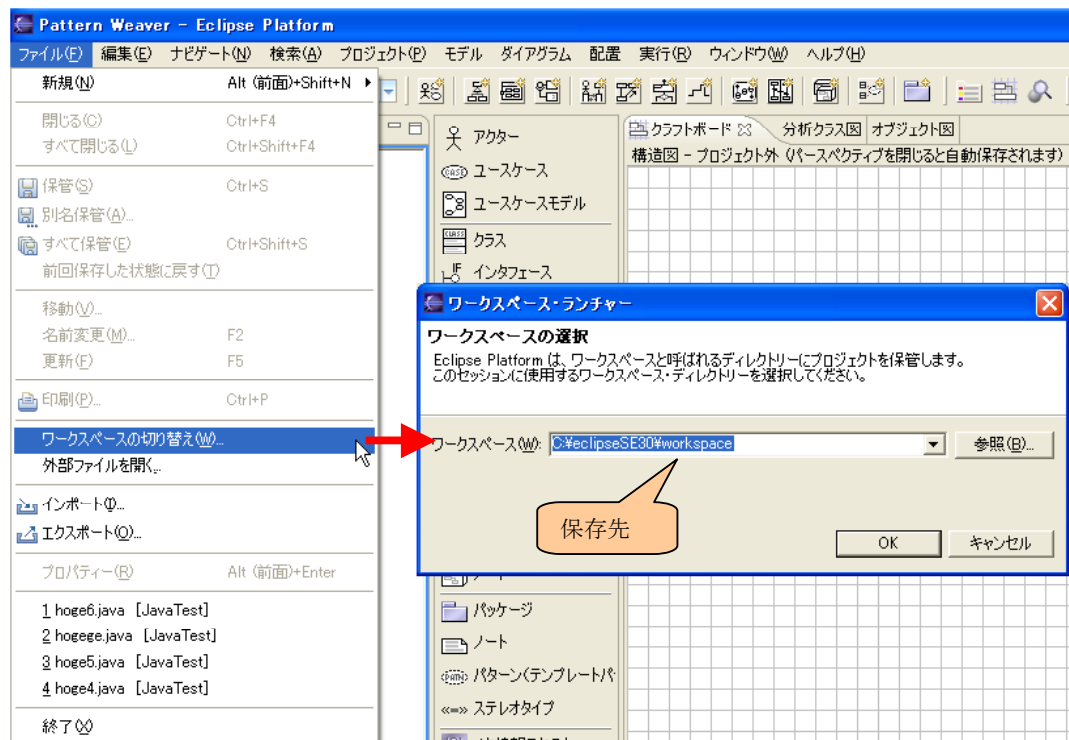 Pattern Weaver - Eclipse Platform
ファイル(F) 編集(E) ナビゲート(N) 検索(A) プロジェクト(P) モデル ダイアグラム 配置 実行(R) ウィンドウ(W) ヘルプ(H)
新規(N) Alt (前面)+Shift+N
閉じる(C) Ctrl+F4
すべて閉じる(L) Ctrl+Shift+F4
保管(S) Ctrl+S
別名保管(A)...
すべて保管(E) Ctrl+Shift+S
前回保存した状態に戻す(T)
移動(V)...
名前変更(M)... F2
更新(F) F5
印刷(P)... Ctrl+P
ワークスペースの切り替え(W)...
外部ファイルを開く...
インポート(I)...
エクスポート(O)...
プロパティー(R) Alt (前面)+Enter
1 hoge6.java [JavaTest]
2 hogege.java [JavaTest]
3 hoge5.java [JavaTest]
4 hoge4.java [JavaTest]
終了(X)
アクター
CASE ユースケース
ユースケースモデル
CLASS クラス
IF インタフェース
パッケージ
ノート
PATN パターン(テンプレートパ
«=» ステレオタイプ
クラフトボード 分析クラス図 オブジェクト図
構造図 - プロジェクト外 (パースペクティブを閉じると自動保存されます)
ワークスペース・ランチャー
ワークスペースの選択
Eclipse Platform は、ワークスペースと呼ばれるディレクトリーにプロジェクトを保管します。
このセッションに使用するワークスペース・ディレクトリーを選択してください。
ワークスペース(W): C:¥eclipseSE30¥workspace 参照(B)...
保存先
OK キャンセル